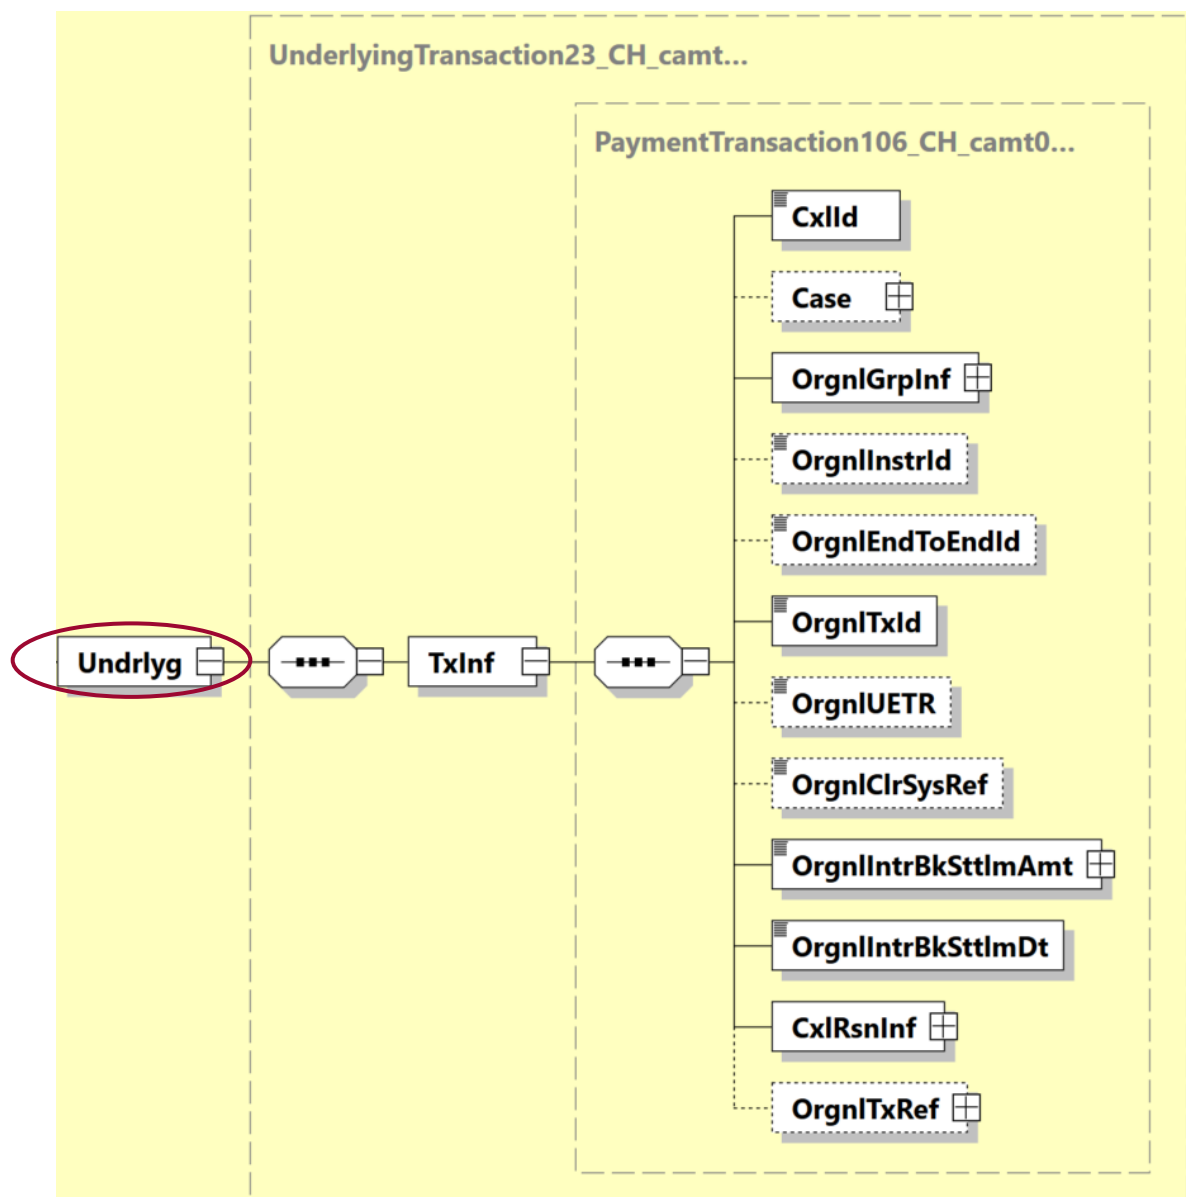 UnderlyingTransaction23_CH_camt...
PaymentTransaction106_CH_camt0...
CxlId
Case
OrgnlGrpInf
OrgnlInstrId
OrgnlEndToEndId
OrgnlTxId
Undrlyg
TxInf
OrgnlUETR
OrgnlClrSysRef
OrgnlIntrBkSttlmAmt
OrgnlIntrBkSttlmDt
CxlRsnInf
OrgnlTxRef